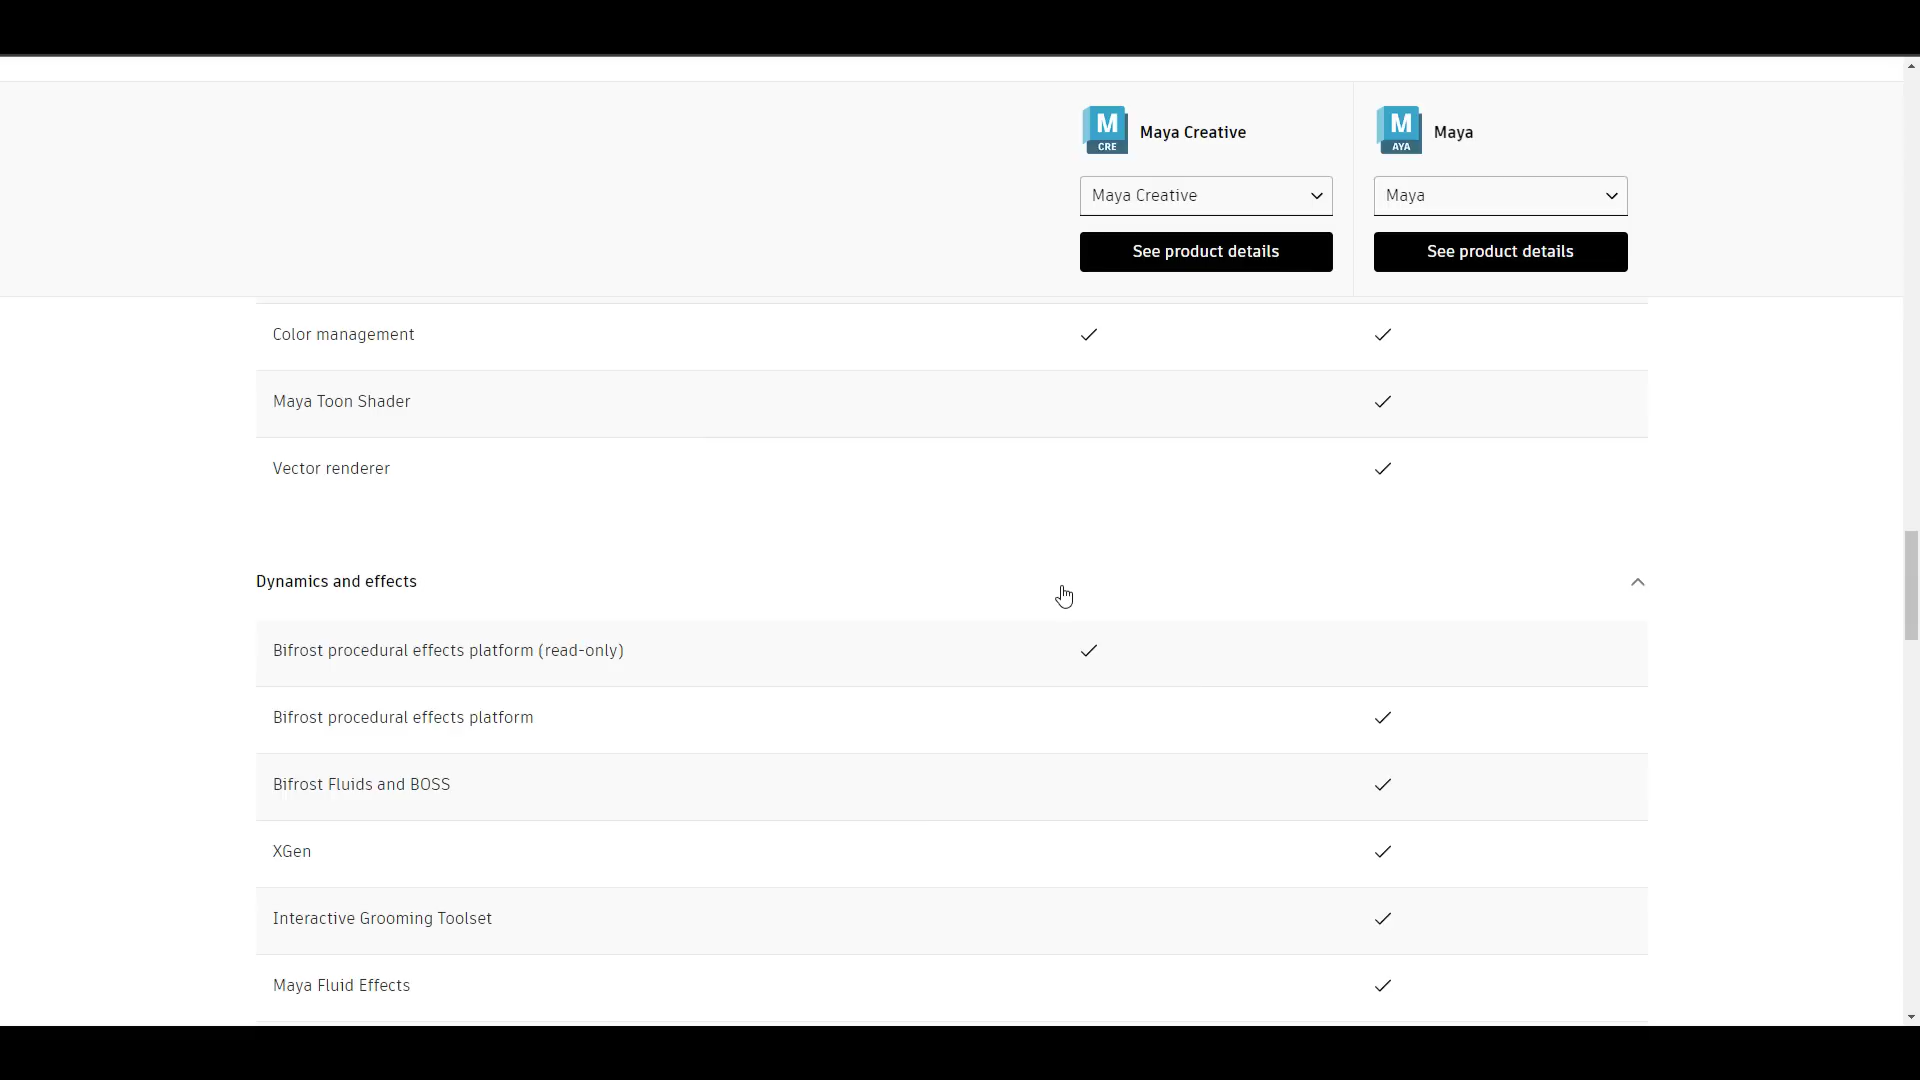 M
CRE
Maya Creative
M
AYA
Maya
Maya Creative
Maya
See product details
See product details
Color management
Maya Toon Shader
Vector renderer
Dynamics and effects
Bifrost procedural effects platform (read-only)
Bifrost procedural effects platform
Bifrost Fluids and BOSS
XGen
Interactive Grooming Toolset
Maya Fluid Effects